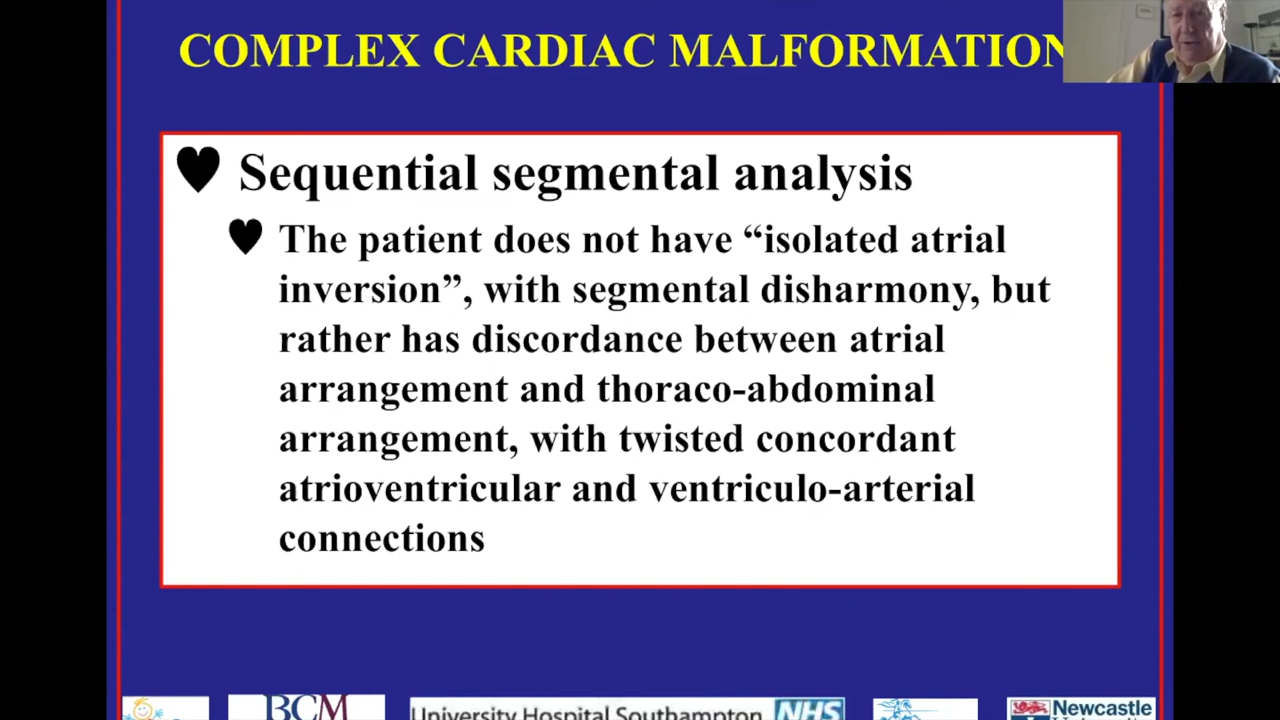 COMPLEX CARDIAC MALFORMATION
Sequential segmental analysis
The patient does not have “isolated atrial
inversion”, with segmental disharmony, but
rather has discordance between atrial
arrangement and thoraco-abdominal
arrangement, with twisted concordant
atrioventricular and ventriculo-arterial
connections
BCM
University Hospital Southampton NHS
Newcastle